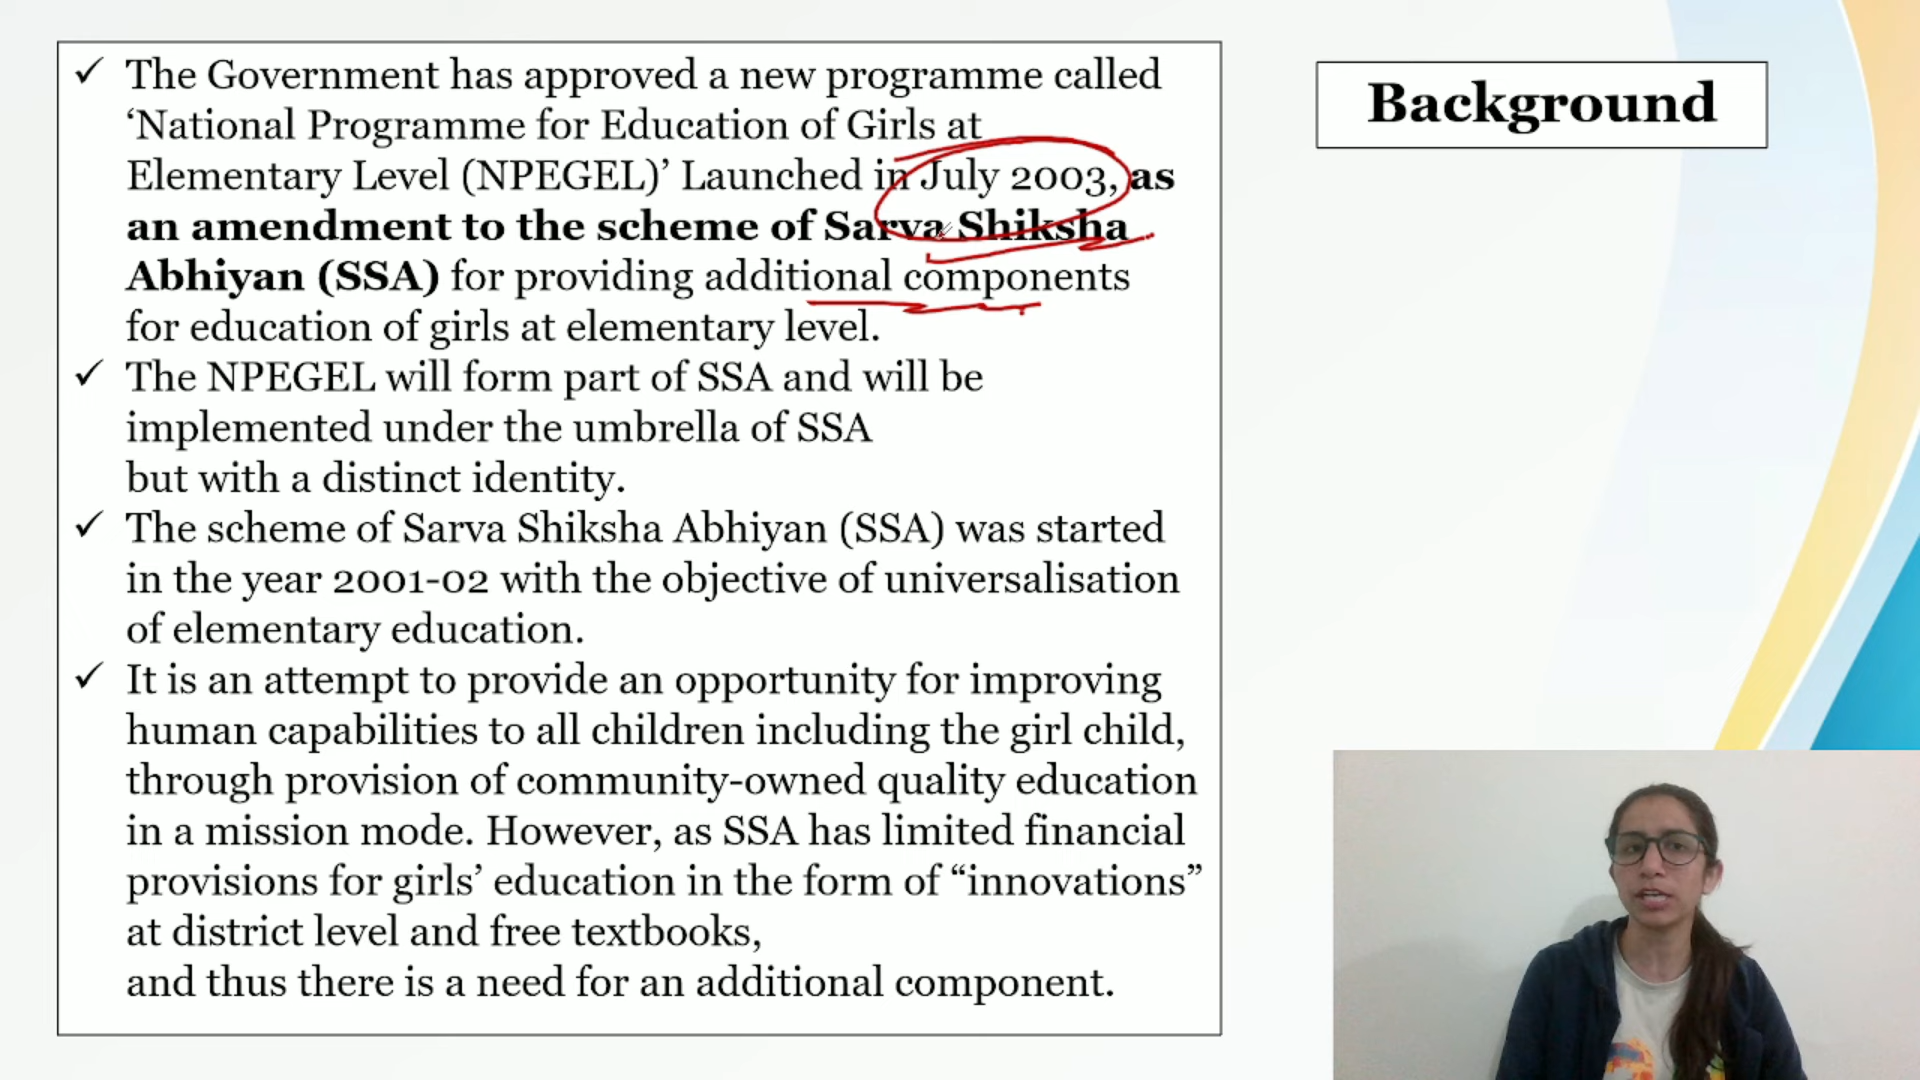 ✓ The Government has approved a new programme called
‘National Programme for Education of Girls at
Elementary Level (NPEGEL)’ Launched in July 2003, as
an amendment to the scheme of Sarva Shiksha
Abhiyan (SSA) for providing additional components
for education of girls at elementary level.
✓ The NPEGEL will form part of SSA and will be
implemented under the umbrella of SSA
but with a distinct identity.
✓ The scheme of Sarva Shiksha Abhiyan (SSA) was started
in the year 2001-02 with the objective of universalisation
of elementary education.
✓ It is an attempt to provide an opportunity for improving
human capabilities to all children including the girl child,
through provision of community-owned quality education
in a mission mode. However, as SSA has limited financial
provisions for girls’ education in the form of “innovations”
at district level and free textbooks,
and thus there is a need for an additional component.
Background